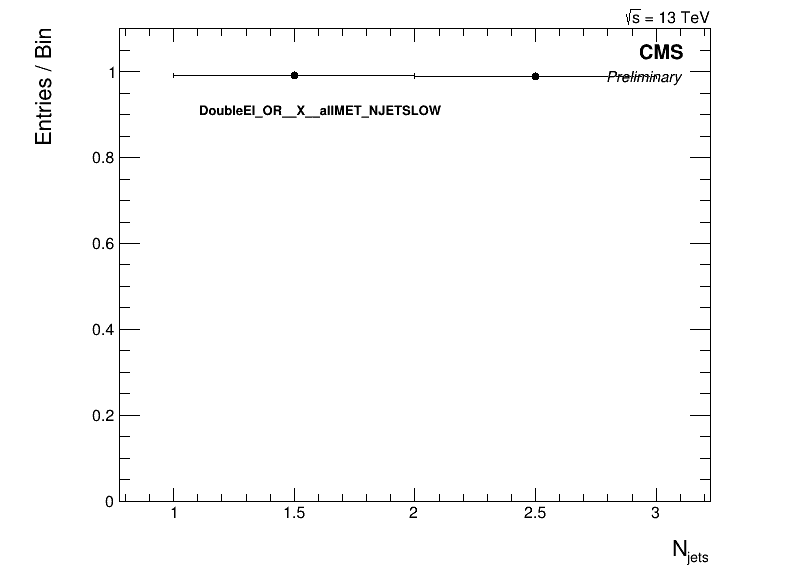 √s = 13 TeV
CMS
Preliminary
DoubleEl_OR__X__allMET_NJETSLOW
Entries / Bin
1
0.8
0.6
0.4
0.2
0
1 1.5 2 2.5 3
Njets